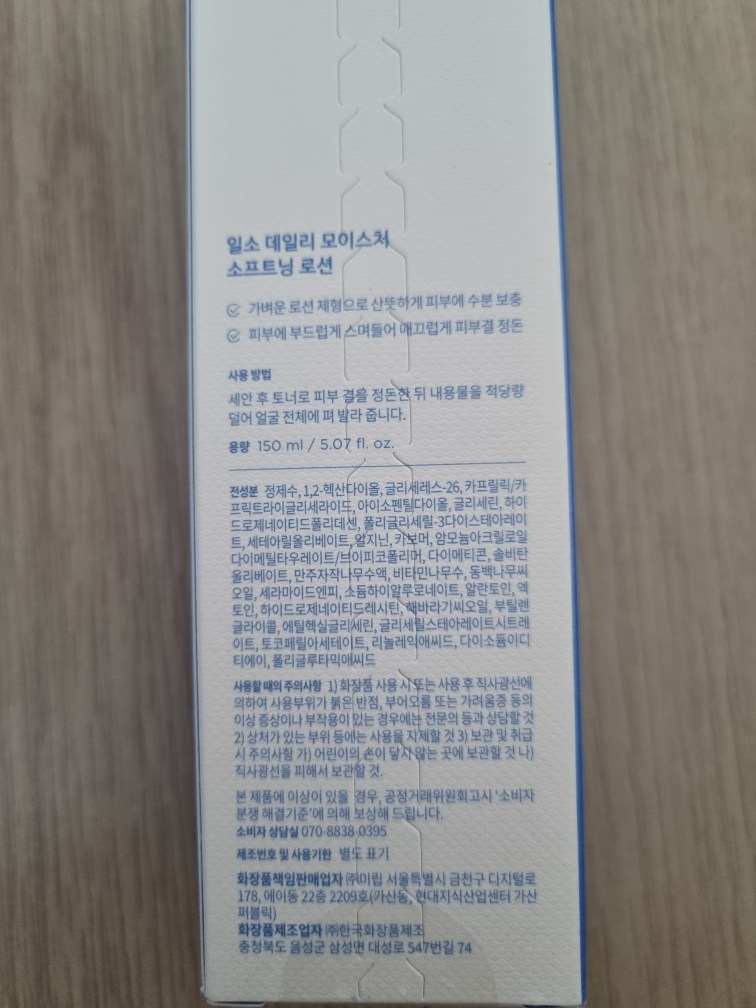 일소 데일리 모이스처
소프트닝 로션
가벼운 로션 제형으로 산뜻하게 피부에 수분 보충
피부에 부드럽게 스며들어 매끄럽게 피부결 정돈
사용 방법
세안 후 토너로 피부 결을 정돈한 뒤 내용물을 적당량
덜어 얼굴 전체에 펴 발라 줍니다.
용량 150 ml / 5.07 fl. oz.
전성분 정제수, 1,2-헥산다이올, 글리세레스-26, 카프릴릭/카
프릭트라이글리세라이드, 아이소펜틸다이올, 글리세린, 하이
드로제네이티드폴리데센, 폴리글리세릴-3다이스테아레이
트, 세테아릴올리베이트, 알지닌, 카보머, 암모늄아크릴로일
다이메틸타우레이트/브이피코폴리머, 다이메티콘, 솔비탄
올리베이트, 만주자작나무수액, 비타민나무수, 동백나무씨
오일, 세라마이드엔피, 소듐하이알루로네이트, 알란토인, 액
토인, 하이드로제네이티드레시틴, 해바라기씨오일, 부틸렌
글라이콜, 에틸헥실글리세린, 글리세릴스테아레이트시트레
이트, 토코페릴아세테이트, 리놀레익애씨드, 다이소듐이디
티에이, 폴리글루타믹애씨드
사용할 때의 주의사항 1) 화장품 사용 시 또는 사용 후 직사광선에
의하여 사용부위가 붉은 반점, 부어오름 또는 가려움증 등의
이상 증상이나 부작용이 있는 경우에는 전문의 등과 상담할 것
2) 상처가 있는 부위 등에는 사용을 자제할 것 3) 보관 및 취급
시 주의사항 가) 어린이의 손이 닿지 않는 곳에 보관할 것 나)
직사광선을 피해서 보관할 것.
본 제품에 이상이 있을 경우, 공정거래위원회고시 '소비자
분쟁 해결기준'에 의해 보상해 드립니다.
소비자 상담실 070-8838-0395
제조번호 및 사용기한 별도 표기
화장품책임판매업자 ㈜미립 서울특별시 금천구 디지털로
178, 에이동 22층 2209호(가산동, 현대지식산업센터 가산
퍼블릭)
화장품제조업자 ㈜한국화장품제조
충청북도 음성군 삼성면 대성로 547번길 74